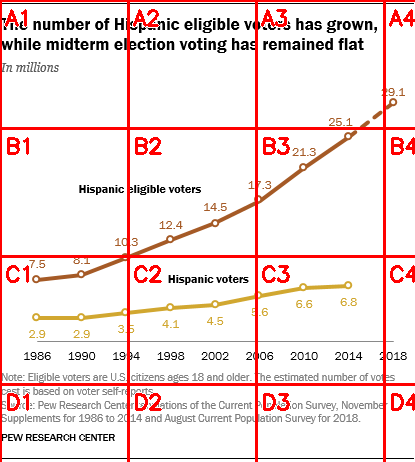 The number of Hispanic eligible voters has grown,
while midterm election voting has remained flat
In millions
A1 A2 A3 A4
29.1
25.1
B1 B2 B3 B4
21.3
17.3
Hispanic eligible voters
14.5
12.4
10.3
8.1
7.5
C1 C2 C3 C4
Hispanic voters
2.9 2.9 3.5 4.1 4.5 5.6 6.6 6.8
1986 1990 1994 1998 2002 2006 2010 2014 2018
Note: Eligible voters are U.S. citizens ages 18 and older. The estimated number of votes
cast is based on voter self-reports.
D1 D2 D3 D4
Source: Pew Research Center tabulations of the Current Population Survey, November
Supplements for 1986 to 2014 and August Current Population Survey for 2018.
PEW RESEARCH CENTER